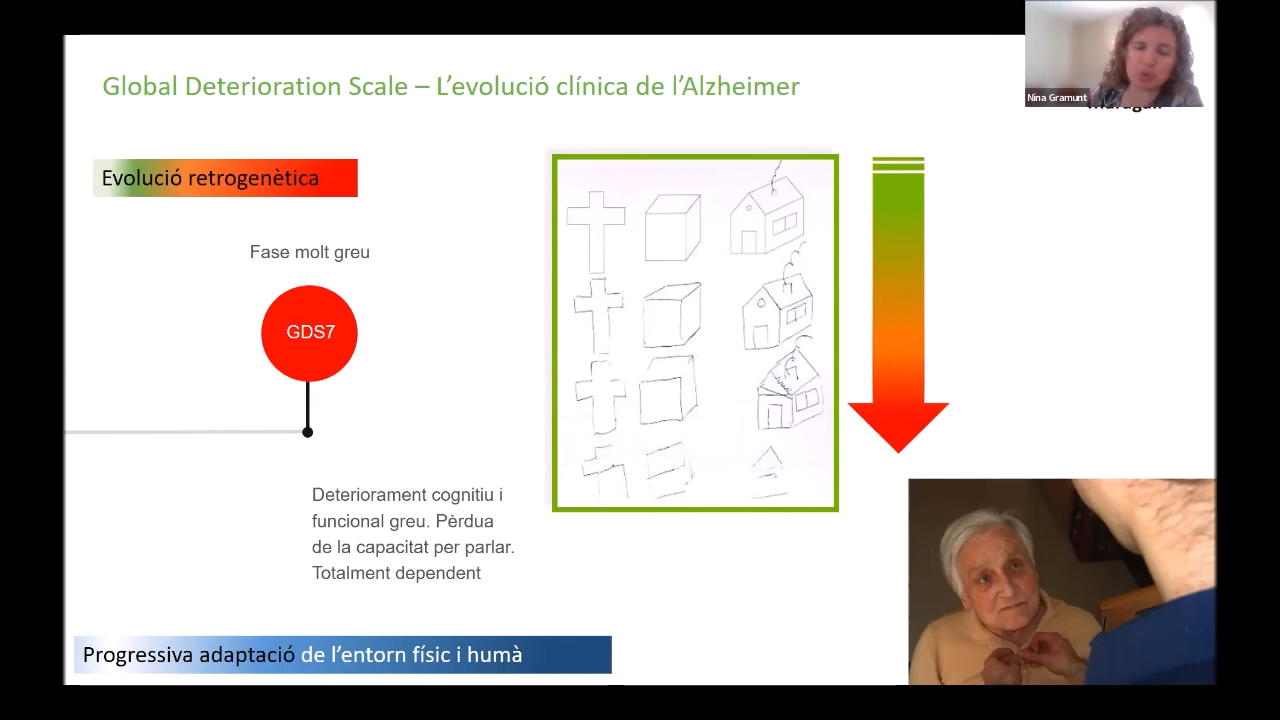 Global Deterioration Scale – L’evolució clínica de l’Alzheimer
Nina Gramunt
Evolució retrogenètica
Fase molt greu
GDS7
Deteriorament cognitiu i
funcional greu. Pèrdua
de la capacitat per parlar.
Totalment dependent
Progressiva adaptació de l’entorn físic i humà